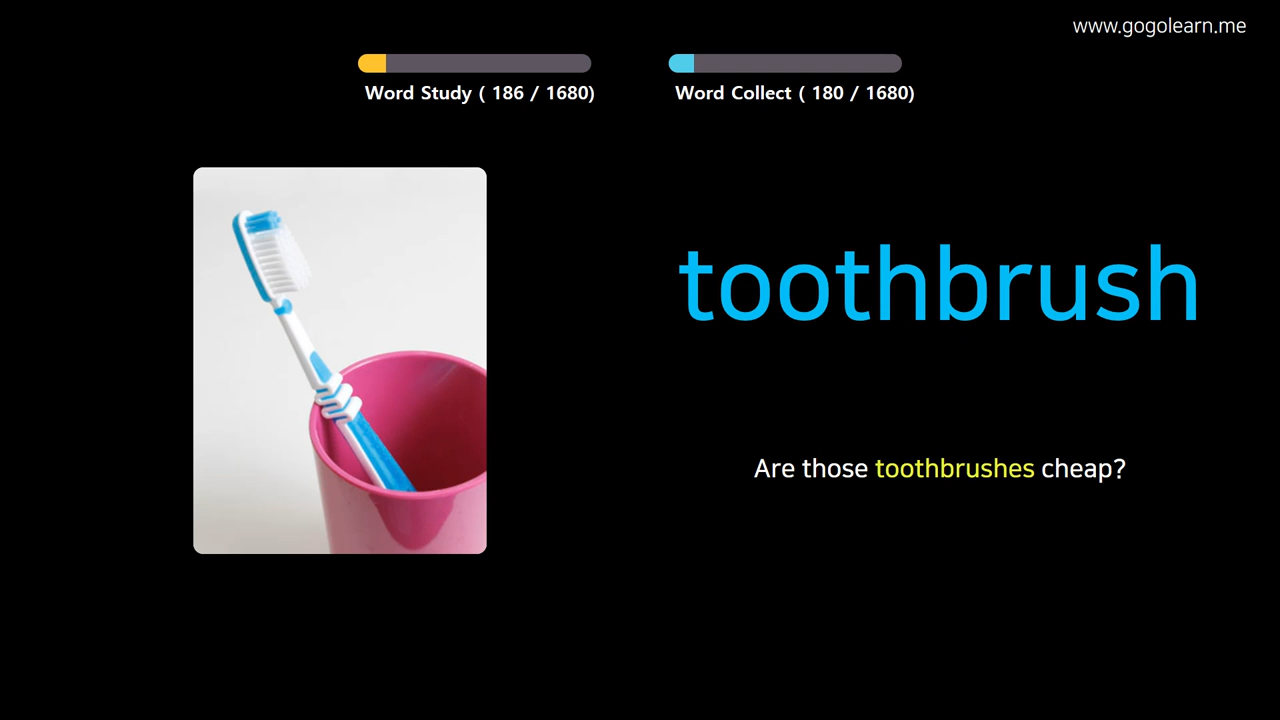 www.gogolearn.me
Word Study ( 186 / 1680)
Word Collect ( 180 / 1680)
toothbrush
Are those toothbrushes cheap?